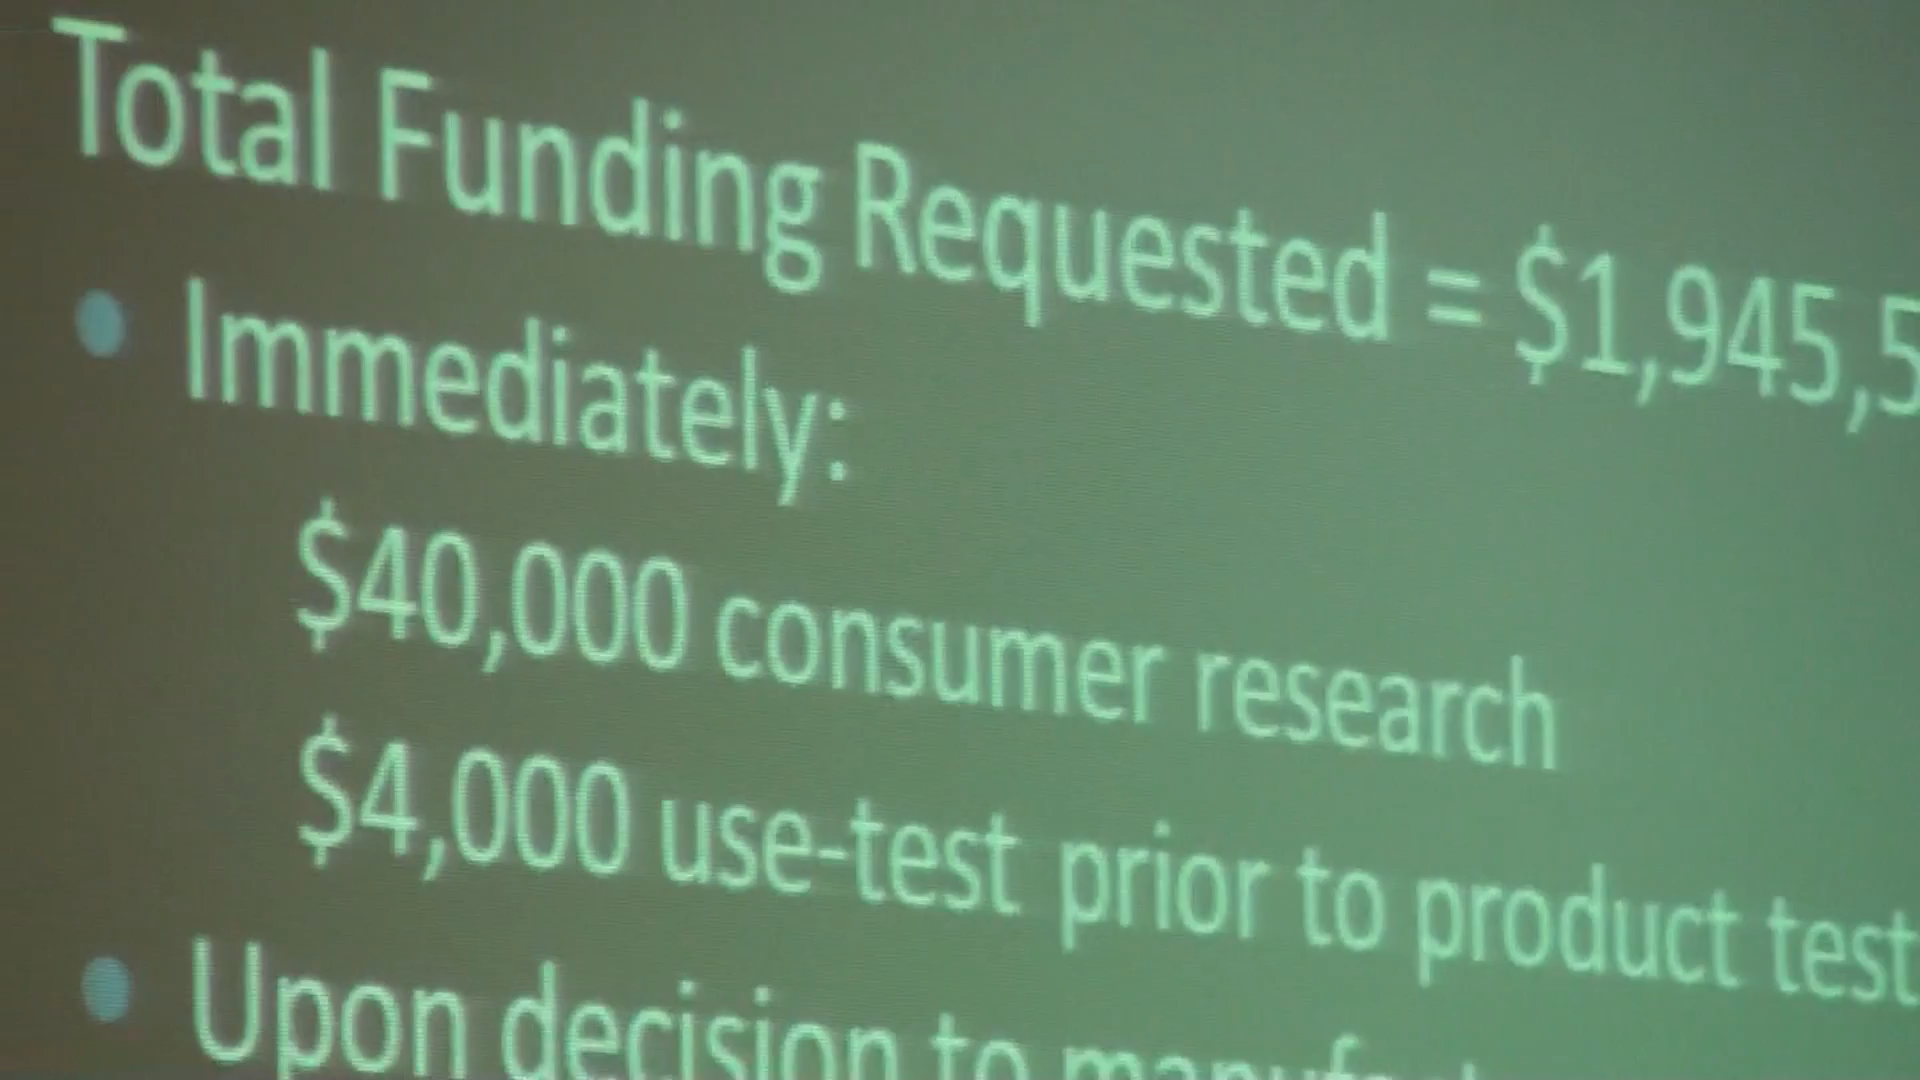 Total Funding Requested = $1,945,5
• Immediately:
$40,000 consumer research
$4,000 use-test prior to product test
Upon decision to